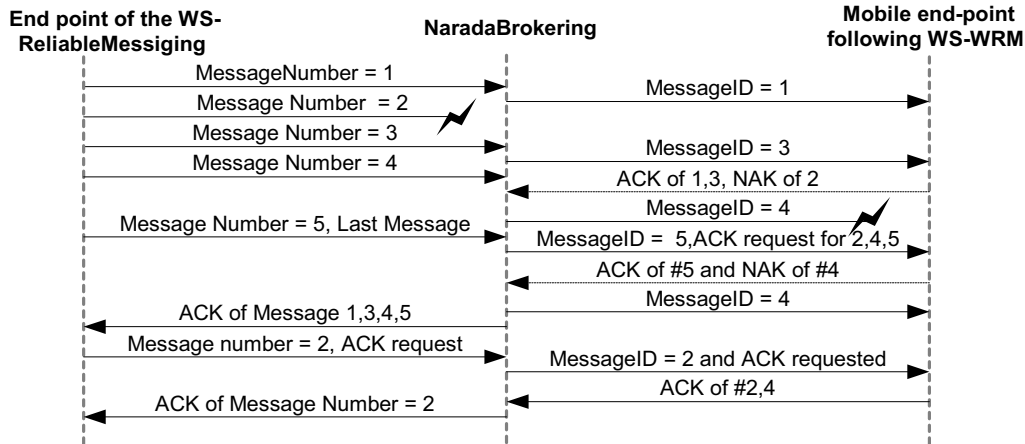 End point of the WS-
ReliableMessiging
NaradaBrokering
Mobile end-point
following WS-WRM
MessageNumber = 1
MessageID = 1
Message Number  = 2
Message Number = 3
MessageID = 3
Message Number = 4
ACK of 1,3, NAK of 2
MessageID = 4
Message Number = 5, Last Message
MessageID =  5,ACK request for 2,4,5
ACK of #5 and NAK of #4
MessageID = 4
ACK of Message 1,3,4,5
Message number = 2, ACK request
MessageID = 2 and ACK requested
ACK of #2,4
ACK of Message Number = 2